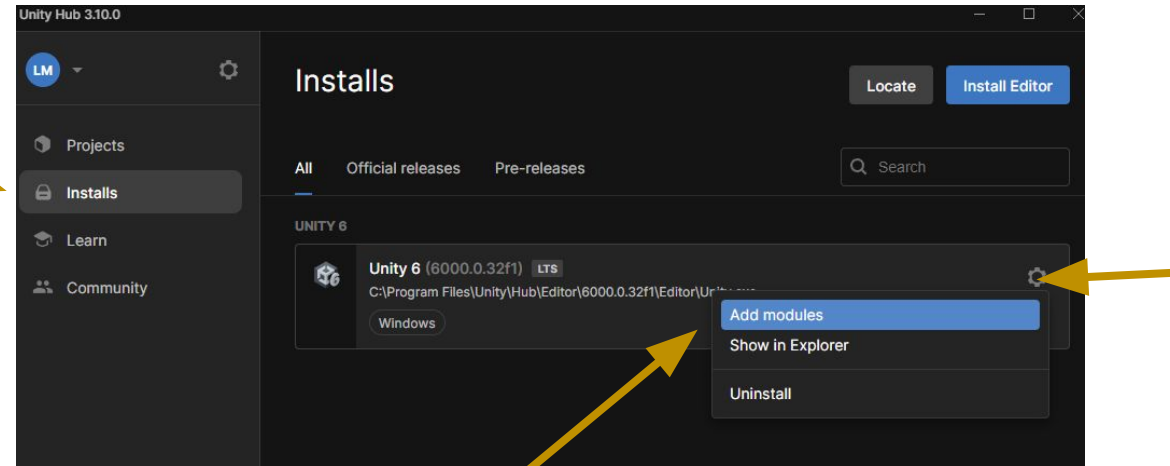 Unity Hub 3.10.0
LM
Installs
Locate
Install Editor
Projects
All Official releases Pre-releases
Search
Installs
UNITY 6
Learn
Unity 6 (6000.0.32f1) LTS
Community
C:\Program Files\Unity\Hub\Editor\6000.0.32f1\Editor\
Windows
Add modules
Show in Explorer
Uninstall